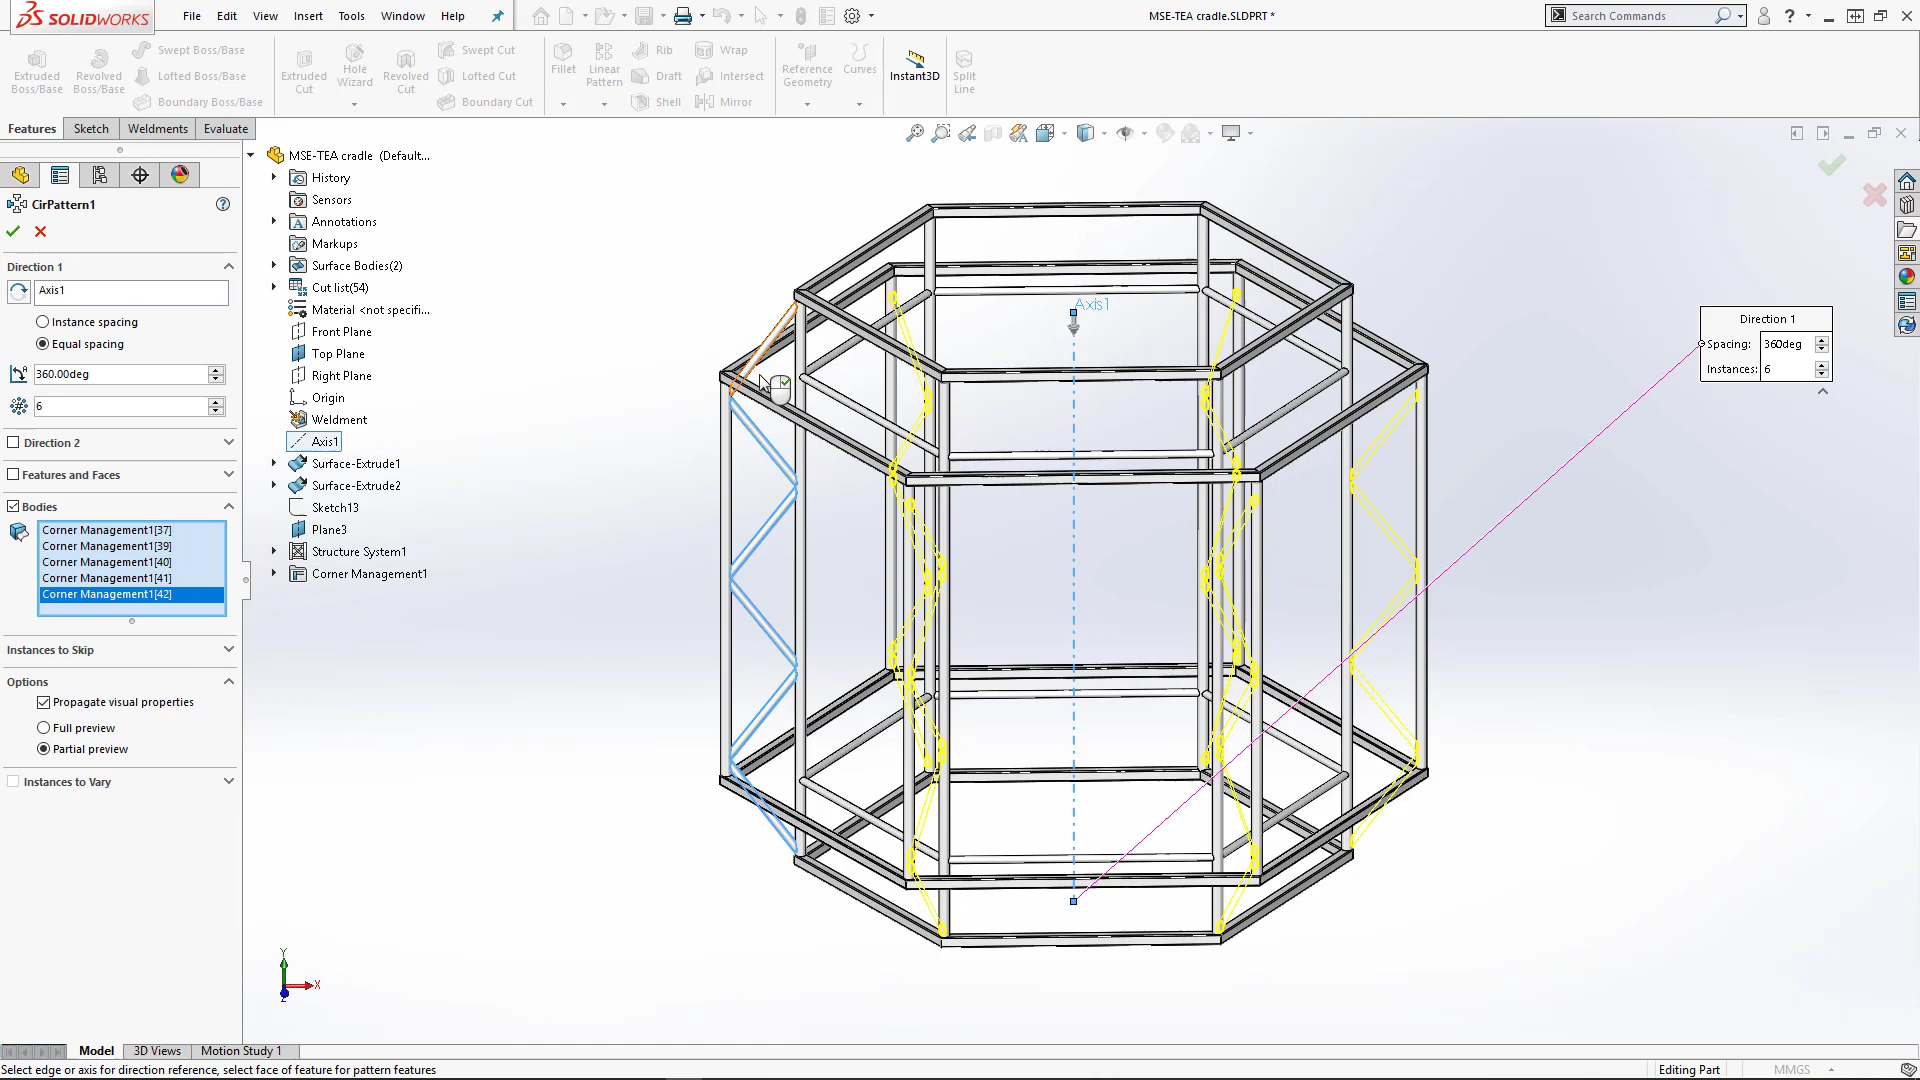 SOLIDWORKS
File Edit View Insert Tools Window Help
MSE-TEA cradle.SLDPRT *
Search Commands
Extruded Boss/Base
Revolved Boss/Base
Swept Boss/Base
Lofted Boss/Base
Boundary Boss/Base
Extruded Cut
Hole Wizard
Revolved Cut
Swept Cut
Lofted Cut
Boundary Cut
Fillet
Linear Pattern
Rib
Draft
Shell
Wrap
Intersect
Mirror
Reference Geometry
Curves
Instant3D
Split Line
Features Sketch Weldments Evaluate
CirPattern1
Direction 1
Axis1
Instance spacing
Equal spacing
360.00deg
6
Direction 2
Features and Faces
Bodies
Corner Management1[37]
Corner Management1[39]
Corner Management1[40]
Corner Management1[41]
Corner Management1[42]
Instances to Skip
Options
Propagate visual properties
Full preview
Partial preview
Instances to Vary
MSE-TEA cradle (Default...
History
Sensors
Annotations
Markups
Surface Bodies(2)
Cut list(54)
Material <not specifi...
Front Plane
Top Plane
Right Plane
Origin
Weldment
Axis1
Surface-Extrude1
Surface-Extrude2
Sketch13
Plane3
Structure System1
Corner Management1
Axis1
Direction 1
Spacing: 360deg
Instances: 6
Y
X
Z
Model 3D Views Motion Study 1
Select edge or axis for direction reference, select face of feature for pattern features
Editing Part
MMGS